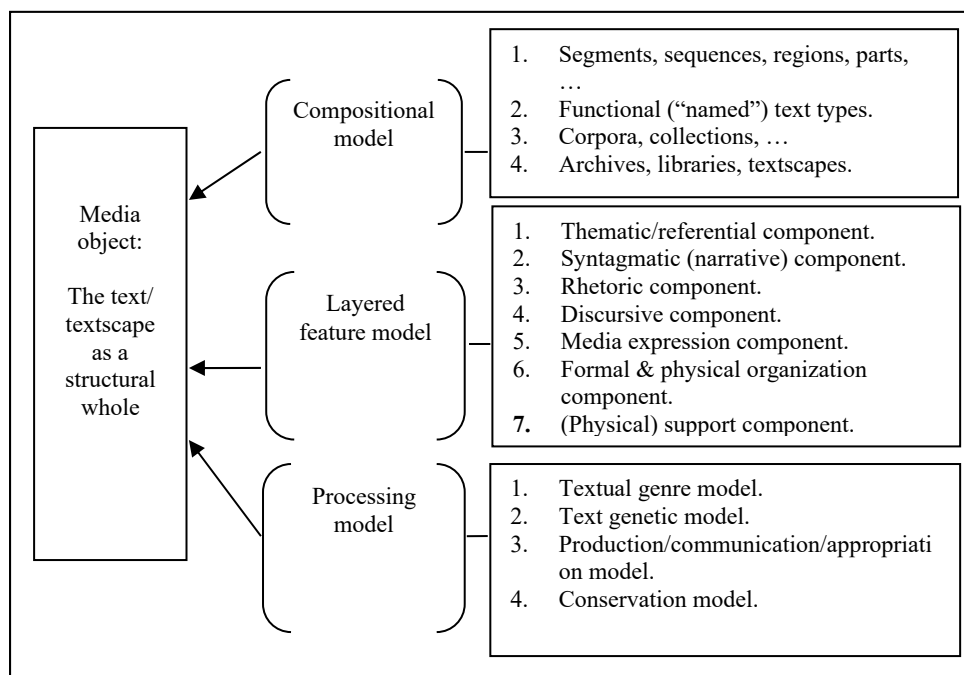 Media
object:
The text/
textscape
as a
structural
whole
Compositional
model
1. Segments, sequences, regions, parts,
…
2. Functional (“named”) text types.
3. Corpora, collections, …
4. Archives, libraries, textscapes.
Layered
feature model
1. Thematic/referential component.
2. Syntagmatic (narrative) component.
3. Rhetoric component.
4. Discursive component.
5. Media expression component.
6. Formal & physical organization
component.
7. (Physical) support component.
Processing
model
1. Textual genre model.
2. Text genetic model.
3. Production/communication/appropriati
on model.
4. Conservation model.